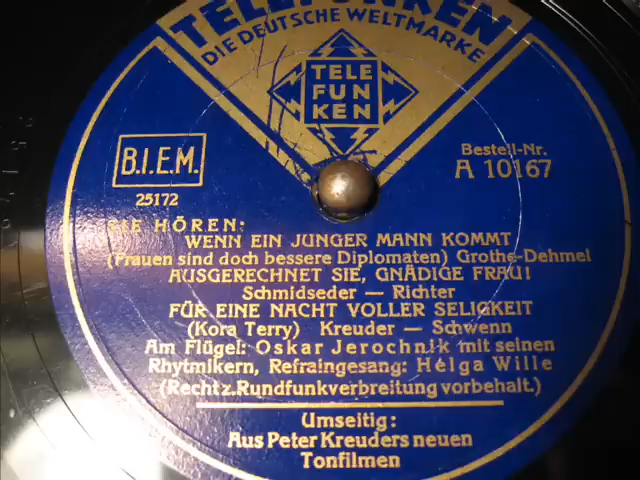 TELEFUNKEN
DIE DEUTSCHE WELTMARKE
TELE
FUN
KEN
B.I.E.M.
25172
Bestell-Nr.
A 10167
SIE HÖREN:
WENN EIN JUNGER MANN KOMMT
(Frauen sind doch bessere Diplomaten) Grothe-Dehmel
AUSGERECHNET SIE, GNÄDIGE FRAU!
Schmidseder — Richter
FÜR EINE NACHT VOLLER SELIGKEIT
(Kora Terry) Kreuder — Schwenn
Am Flügel: Oskar Jerochnik mit seinen
Rhytmikern, Refraingesang: Helga Wille
(Recht z. Rundfunkverbreitung vorbehalt.)
Umseitig:
Aus Peter Kreuders neuen
Tonfilmen